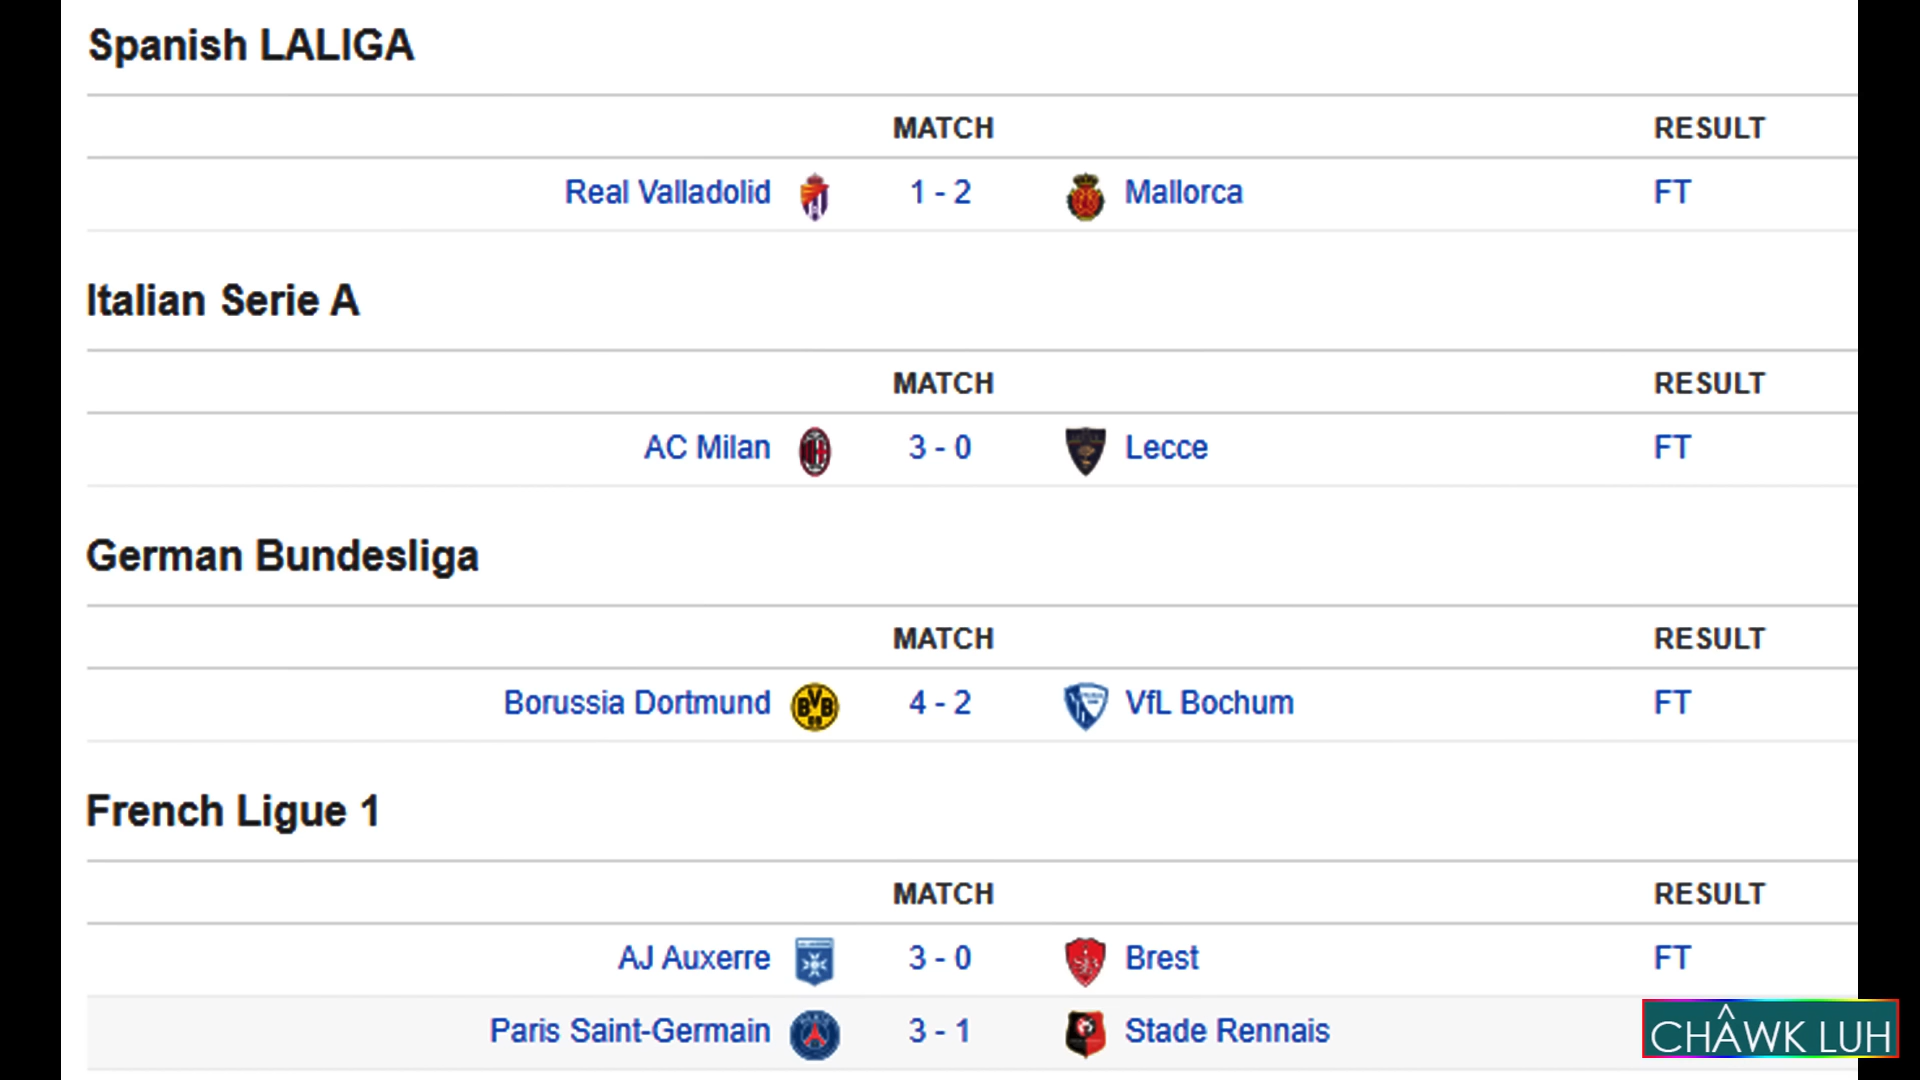 Spanish LALIGA
MATCH RESULT
Real Valladolid 1 - 2 Mallorca FT
Italian Serie A
MATCH RESULT
AC Milan 3 - 0 Lecce FT
German Bundesliga
MATCH RESULT
Borussia Dortmund BVB 09 4 - 2 VfL Bochum FT
French Ligue 1
MATCH RESULT
AJ Auxerre 3 - 0 Brest FT
Paris Saint-Germain 3 - 1 Stade Rennais
CHÂWK LUH